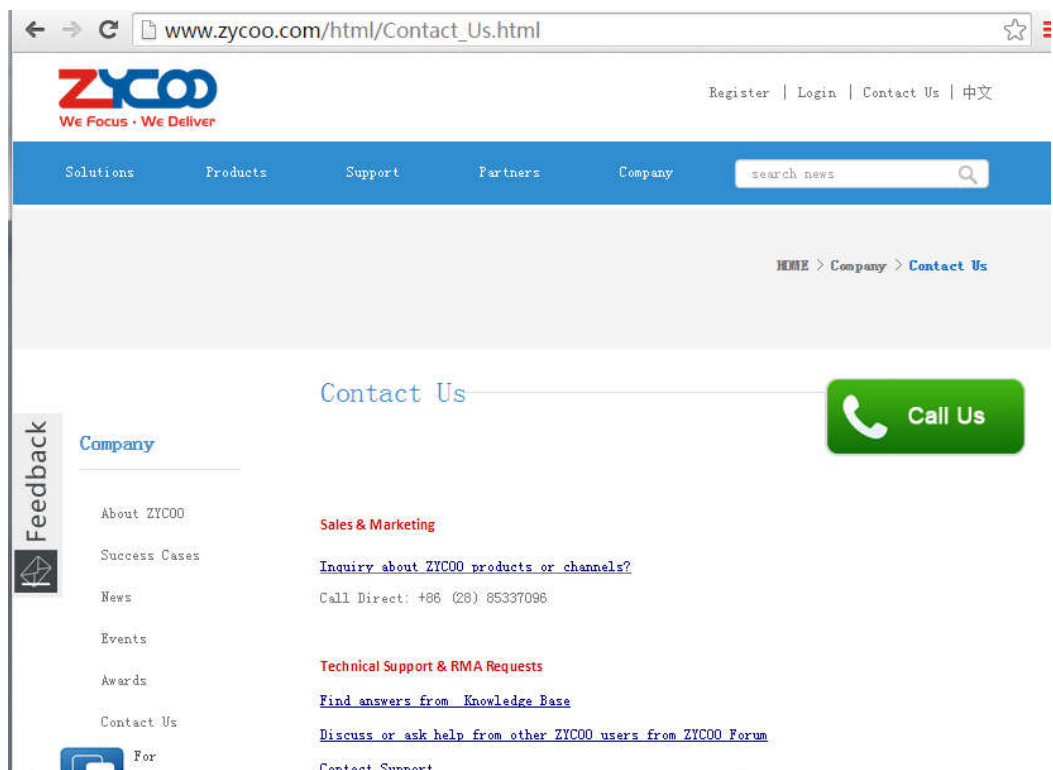 www.zycoo.com/html/Contact_Us.html
ZYCOO
We Focus · We Deliver
Register | Login | Contact Us | 中文
Solutions Products Support Partners Company search news
HOME > Company > Contact Us
Contact Us
Call Us
Feedback
Company
About ZYCOO
Success Cases
News
Events
Awards
Contact Us
For
Sales & Marketing
Inquiry about ZYCOO products or channels?
Call Direct: +86 (28) 85337096
Technical Support & RMA Requests
Find answers from Knowledge Base
Discuss or ask help from other ZYCOO users from ZYCOO Forum
Contact Support